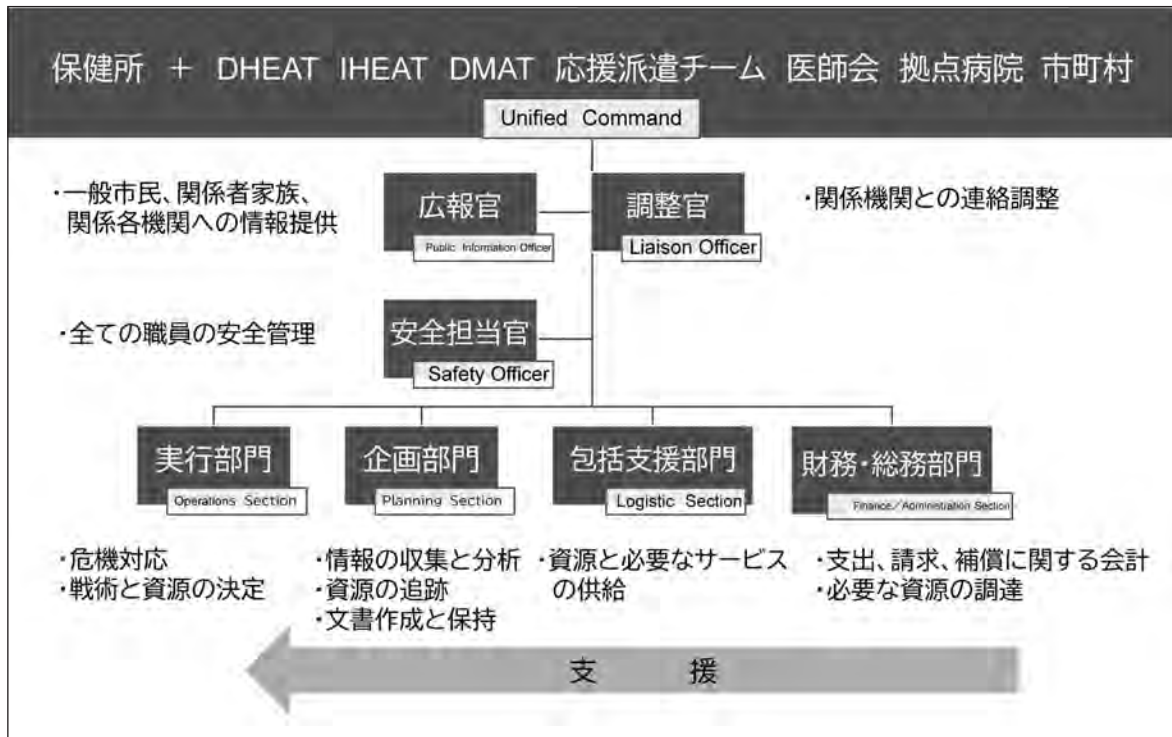 保健所 + DHEAT IHEAT DMAT 応援派遣チーム 医師会 拠点病院 市町村
Unified Command
・一般市民、関係者家族、
関係各機関への情報提供
広報官
Public Information Officer
調整官
Liaison Officer
・関係機関との連絡調整
・全ての職員の安全管理
安全担当官
Safety Officer
実行部門
Operations Section
企画部門
Planning Section
包括支援部門
Logistic Section
財務・総務部門
Finance/Administration Section
・危機対応
・戦術と資源の決定
・情報の収集と分析
・資源の追跡
・文書作成と保持
・資源と必要なサービス
の供給
・支出、請求、補償に関する会計
・必要な資源の調達
支 援